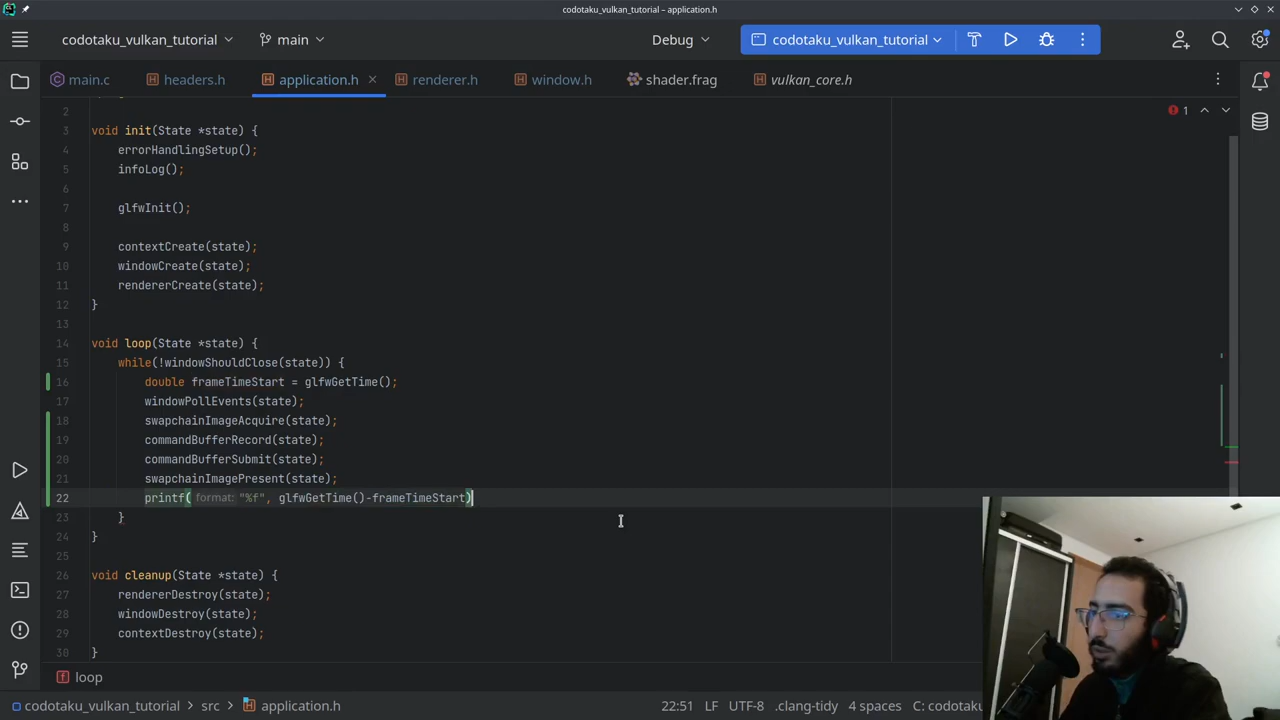 codotaku_vulkan_tutorial – application.h
codotaku_vulkan_tutorial main Debug codotaku_vulkan_tutorial
main.c headers.h application.h renderer.h window.h shader.frag vulkan_core.h
1
2
3 void init(State *state) {
4 errorHandlingSetup();
5 infoLog();
6
7 glfwInit();
8
9 contextCreate(state);
10 windowCreate(state);
11 rendererCreate(state);
12 }
13
14 void loop(State *state) {
15 while(!windowShouldClose(state)) {
16 double frameTimeStart = glfwGetTime();
17 windowPollEvents(state);
18 swapchainImageAcquire(state);
19 commandBufferRecord(state);
20 commandBufferSubmit(state);
21 swapchainImagePresent(state);
22 printf( format: "%f", glfwGetTime()-frameTimeStart)
23 }
24 }
25
26 void cleanup(State *state) {
27 rendererDestroy(state);
28 windowDestroy(state);
29 contextDestroy(state);
30 }
f loop
codotaku_vulkan_tutorial src application.h 22:51 LF UTF-8 .clang-tidy 4 spaces C: codotaku